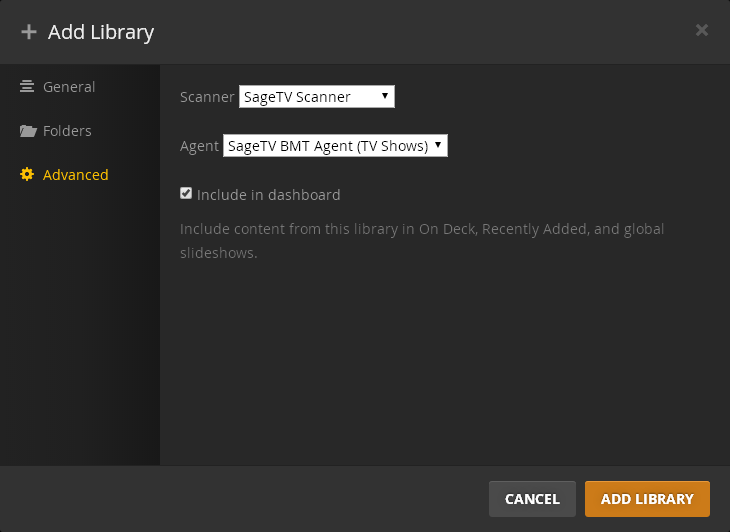 Add Library
General
Folders
Advanced
Scanner SageTV Scanner
Agent SageTV BMT Agent (TV Shows)
Include in dashboard
Include content from this library in On Deck, Recently Added, and global
slideshows.
CANCEL ADD LIBRARY